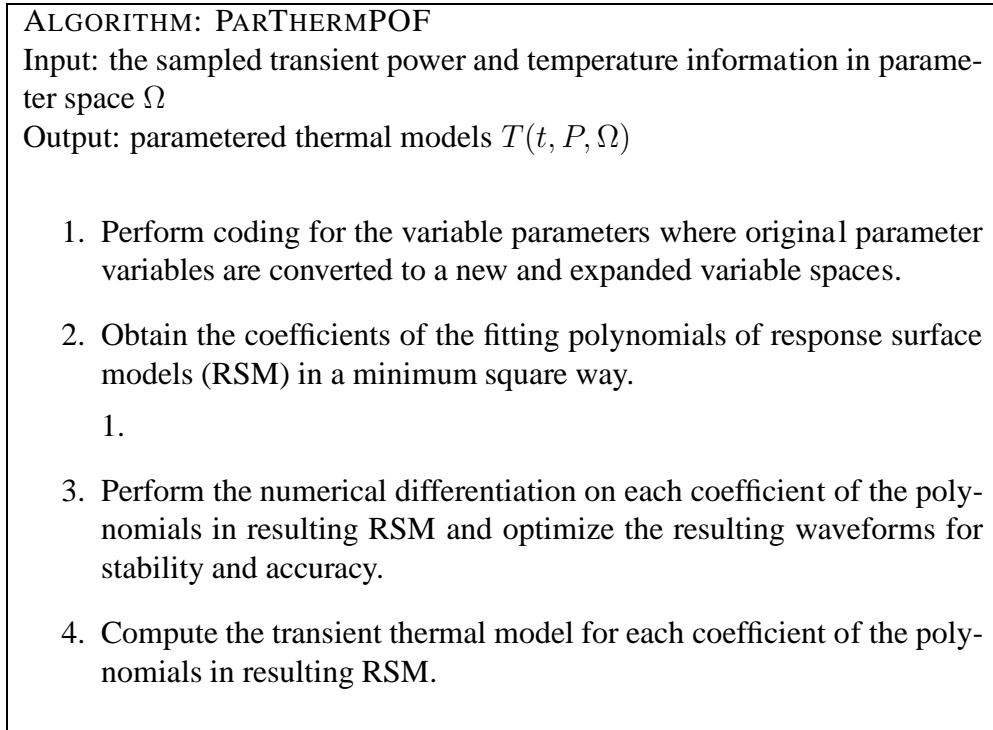 ALGORITHM: PARTHERMPOF
Input: the sampled transient power and temperature information in parame-
ter space Ω
Output: parametered thermal models T(t, P, Ω)
1. Perform coding for the variable parameters where original parameter
variables are converted to a new and expanded variable spaces.
2. Obtain the coefficients of the fitting polynomials of response surface
models (RSM) in a minimum square way.
1.
3. Perform the numerical differentiation on each coefficient of the poly-
nomials in resulting RSM and optimize the resulting waveforms for
stability and accuracy.
4. Compute the transient thermal model for each coefficient of the poly-
nomials in resulting RSM.